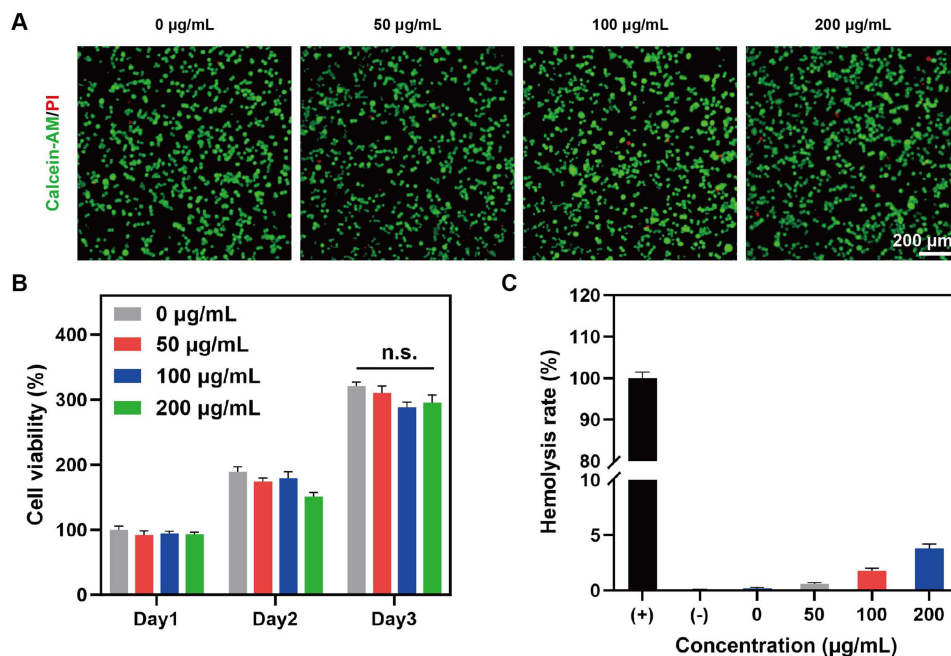 A
0 μg/mL 50 μg/mL 100 μg/mL 200 μg/mL
Calcein-AM/PI
200 μm
B
Cell viability (%)
400
300
200
100
0
0 μg/mL
50 μg/mL
100 μg/mL
200 μg/mL
n.s.
Day1 Day2 Day3
C
Hemolysis rate (%)
120
110
100
90
80
10
5
0
(+) (-) 0 50 100 200
Concentration (μg/mL)